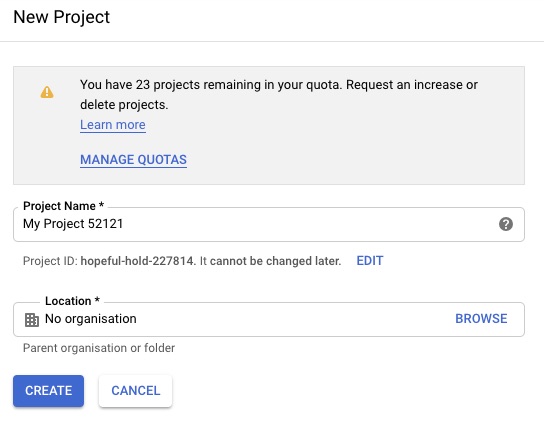 New Project
You have 23 projects remaining in your quota. Request an increase or
delete projects.
Learn more
MANAGE QUOTAS
Project Name *
My Project 52121
Project ID: hopeful-hold-227814. It cannot be changed later. EDIT
Location *
No organisation BROWSE
Parent organisation or folder
CREATE CANCEL